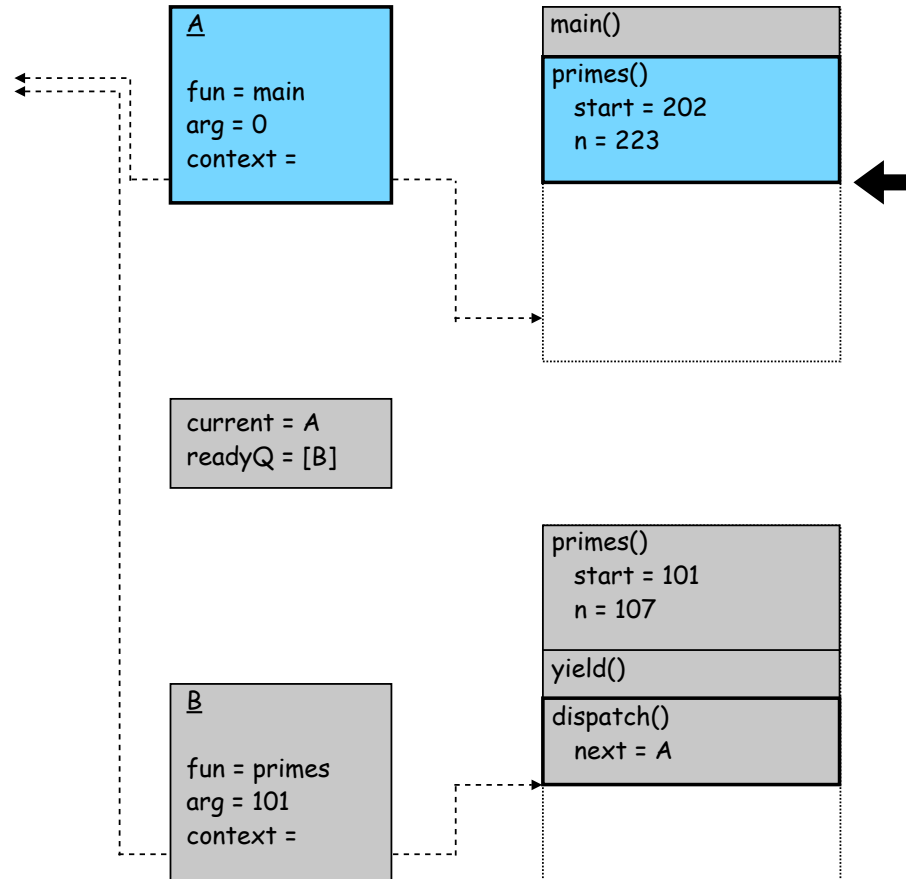 A
fun = main
arg = 0
context =
main()
primes()
start = 202
n = 223
current = A
readyQ = [B]
primes()
start = 101
n = 107
yield()
dispatch()
next = A
B
fun = primes
arg = 101
context =